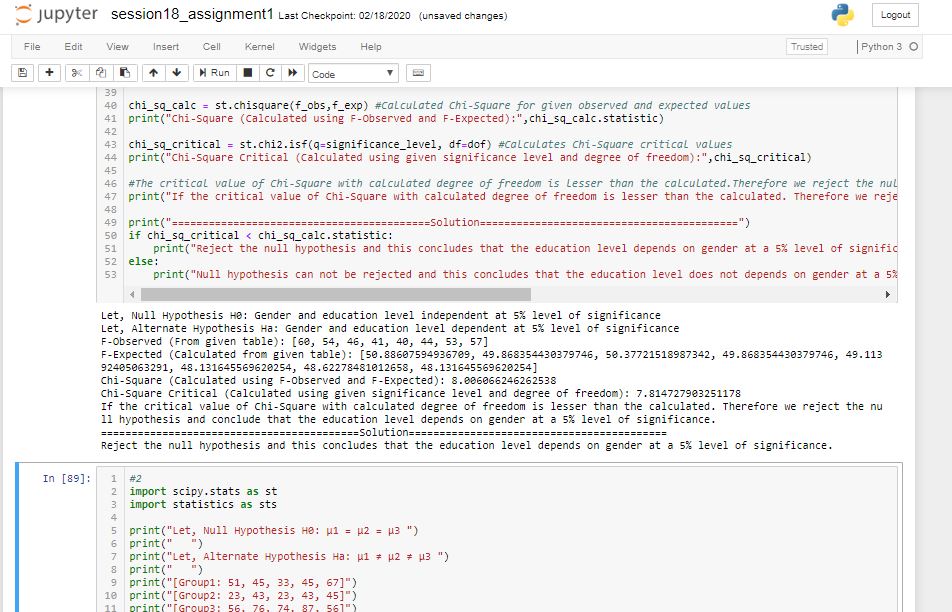 jupyter session18_assignment1 Last Checkpoint: 02/18/2020 (unsaved changes)
Logout
File Edit View Insert Cell Kernel Widgets Help
Trusted Python 3
Run Code
39
40 chi_sq_calc = st.chisquare(f_obs,f_exp) #Calculated Chi-Square for given observed and expected values
41 print("Chi-Square (Calculated using F-Observed and F-Expected):",chi_sq_calc.statistic)
42
43 chi_sq_critical = st.chi2.isf(q=significance_level, df=dof) #Calculates Chi-Square critical values
44 print("Chi-Square Critical (Calculated using given significance level and degree of freedom):",chi_sq_critical)
45
46 #The critical value of Chi-Square with calculated degree of freedom is Lesser than the calculated.Therefore we reject the nul
47 print("If the critical value of Chi-Square with calculated degree of freedom is lesser than the calculated. Therefore we reje
48
49 print("==========================================Solution==========================================")
50 if chi_sq_critical < chi_sq_calc.statistic:
51 print("Reject the null hypothesis and this concludes that the education level depends on gender at a 5% level of signific
52 else:
53 print("Null hypothesis can not be rejected and this concludes that the education level does not depends on gender at a 5%
Let, Null Hypothesis H0: Gender and education level independent at 5% level of significance
Let, Alternate Hypothesis Ha: Gender and education level dependent at 5% level of significance
F-Observed (From given table): [60, 54, 46, 41, 40, 44, 53, 57]
F-Expected (Calculated from given table): [50.88607594936709, 49.868354430379746, 50.37721518987342, 49.868354430379746, 49.113
92405063291, 48.131645569620254, 48.62278481012658, 48.131645569620254]
Chi-Square (Calculated using F-Observed and F-Expected): 8.006066246262538
Chi-Square Critical (Calculated using given significance level and degree of freedom): 7.814727903251178
If the critical value of Chi-Square with calculated degree of freedom is lesser than the calculated. Therefore we reject the nu
ll hypothesis and conclude that the education level depends on gender at a 5% level of significance.
==========================================Solution==========================================
Reject the null hypothesis and this concludes that the education level depends on gender at a 5% level of significance.
In [89]: 1 #2
2 import scipy.stats as st
3 import statistics as sts
4
5 print("Let, Null Hypothesis H0: μ1 = μ2 = μ3 ")
6 print(" ")
7 print("Let, Alternate Hypothesis Ha: μ1 ≠ μ2 ≠ μ3 ")
8 print(" ")
9 print("[Group1: 51, 45, 33, 45, 67]")
10 print("[Group2: 23, 43, 23, 43, 45]")
11 print("[Group3: 56, 76, 74, 87, 56]")